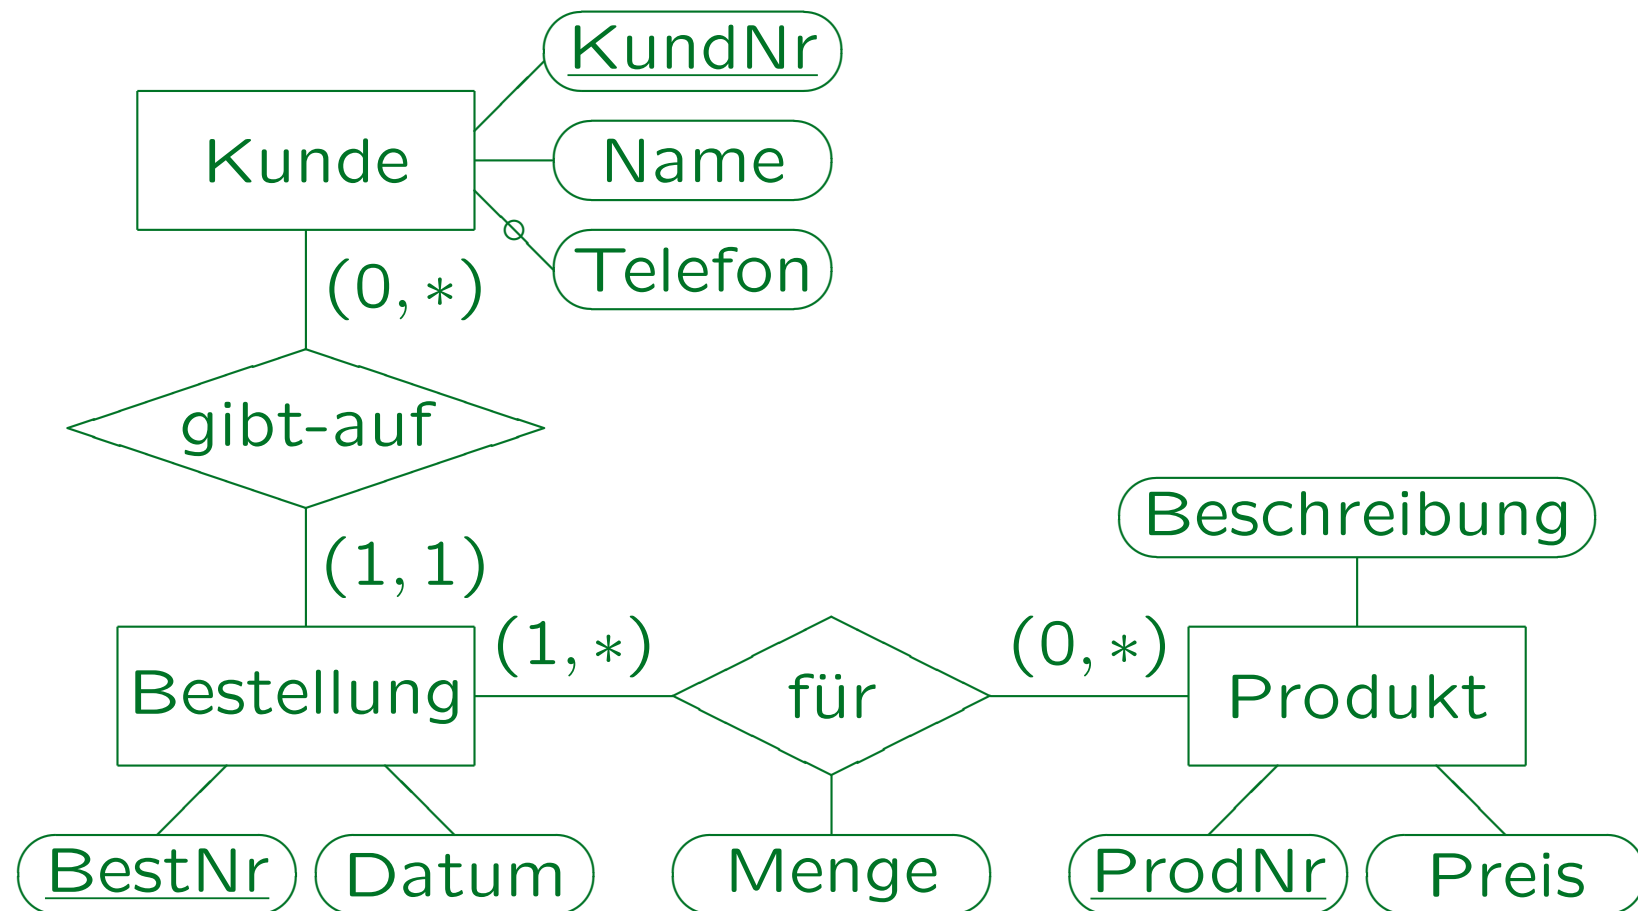 KundNr
Kunde
Name
Telefon
(0, ∗)
gibt-auf
Beschreibung
(1, 1)
(1, ∗)
(0, ∗)
Bestellung
für
Produkt
BestNr
Datum
Menge
ProdNr
Preis